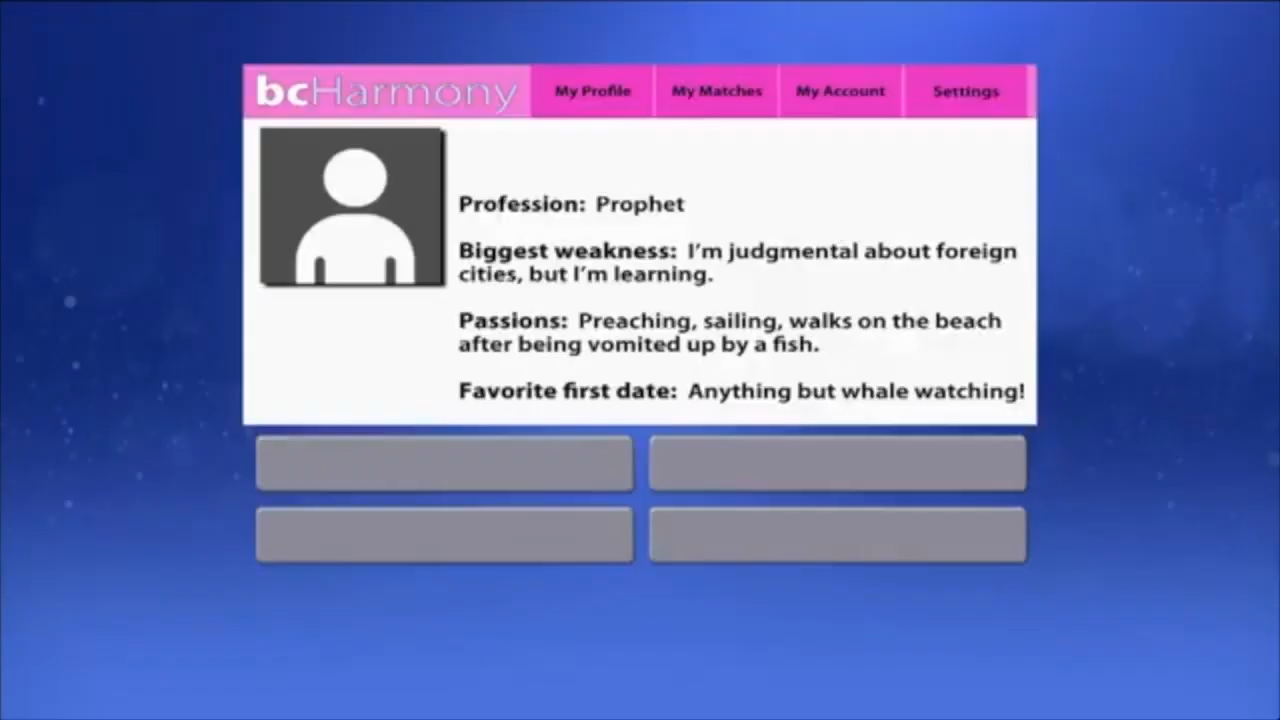 bcHarmony
My Profile
My Matches
My Account
Settings
Profession: Prophet
Biggest weakness: I'm judgmental about foreign
cities, but I'm learning.
Passions: Preaching, sailing, walks on the beach
after being vomited up by a fish.
Favorite first date: Anything but whale watching!